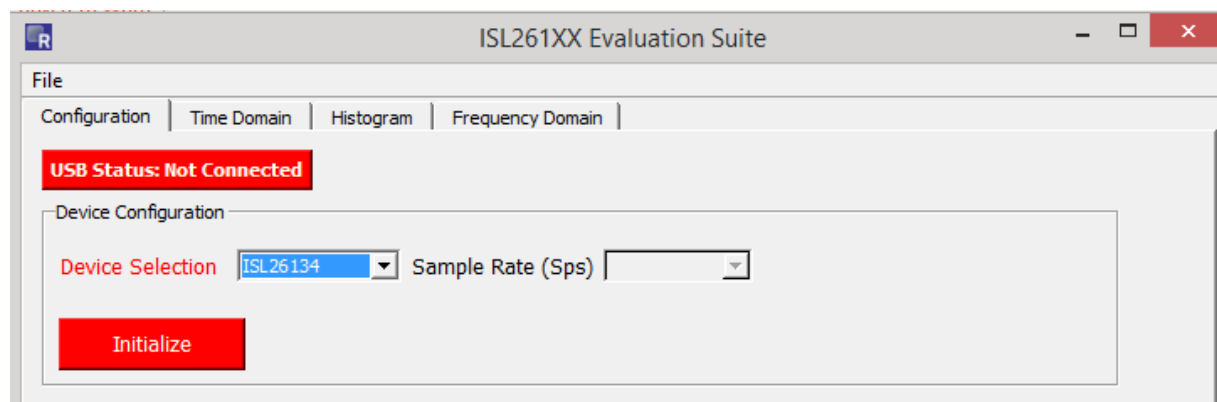 ISL261XX Evaluation Suite
File
Configuration Time Domain Histogram Frequency Domain
USB Status: Not Connected
Device Configuration
Device Selection ISL26134 Sample Rate (Sps)
Initialize